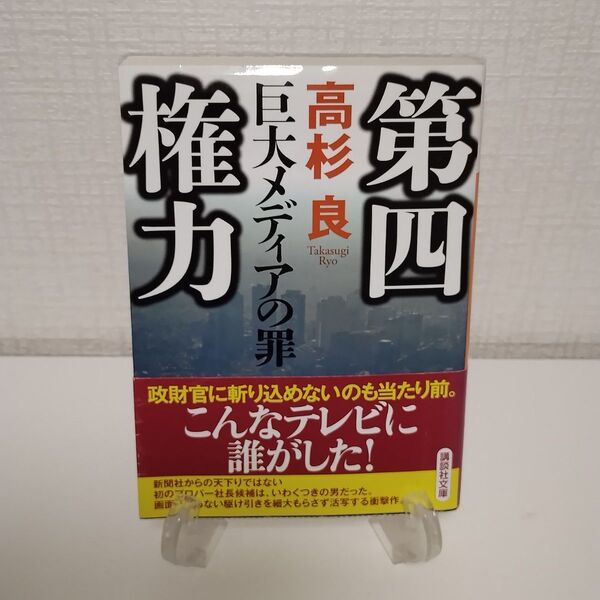 第四
権力
高杉 良
Takasugi
Ryo
巨大メディアの罪
政財官に斬り込めないのも当たり前。
こんなテレビに
誰がした!
新聞社からの天下りではない
初のプロパー社長候補は、いわくつきの男だった。
画面 らない駆け引きを細大もらさず活写する衝撃作
講談社文庫